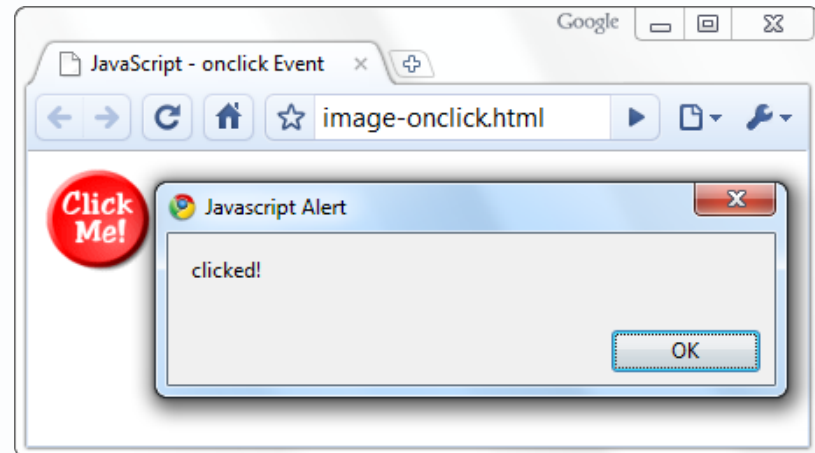 Google
JavaScript - onclick Event
image-onclick.html
Click
Me!
Javascript Alert
clicked!
OK